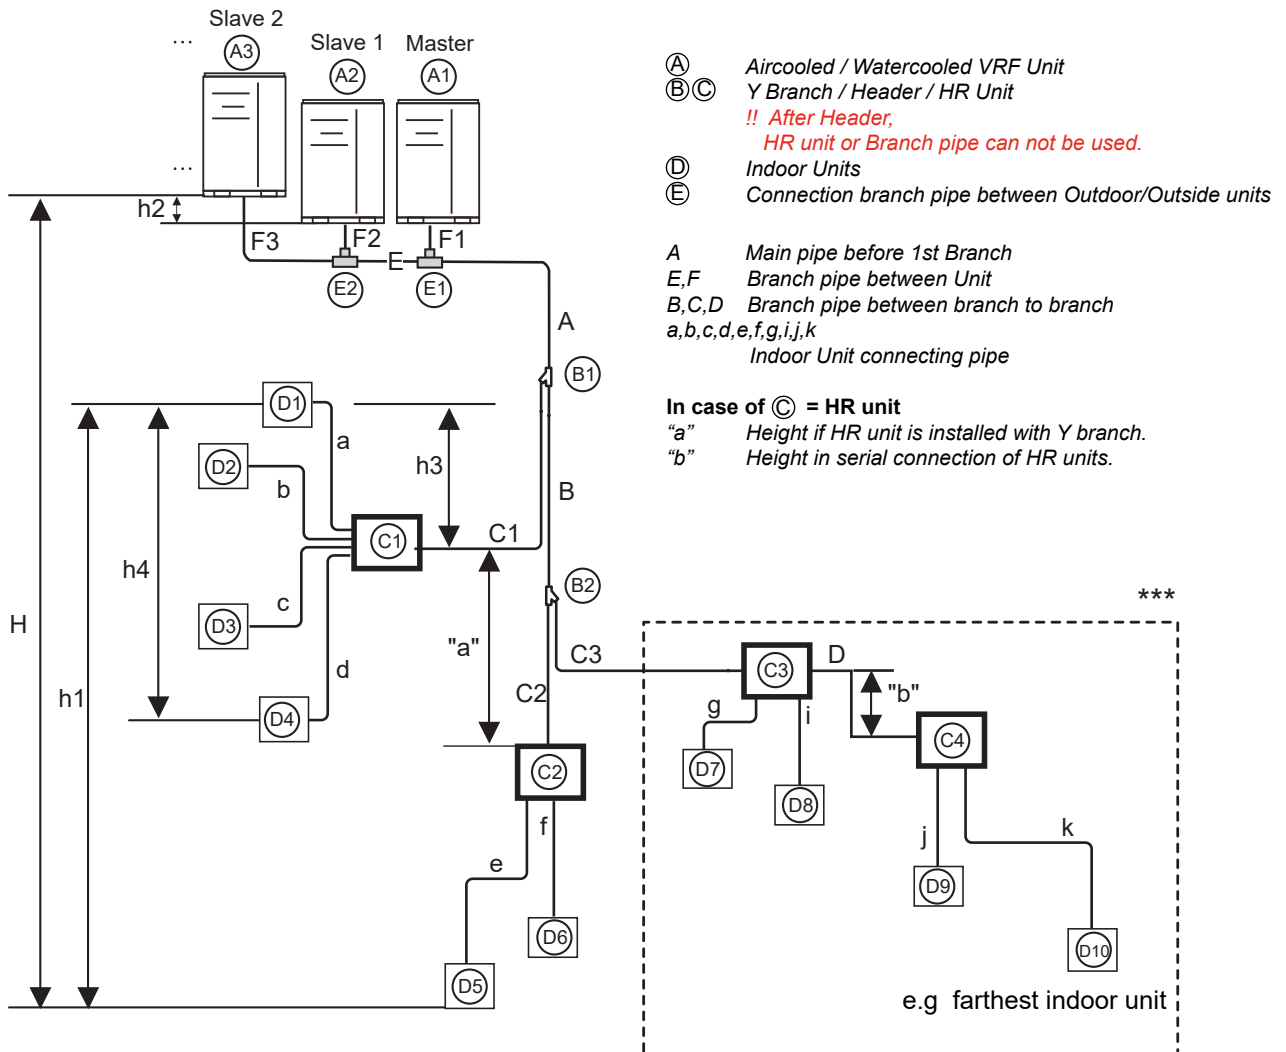 Slave 2
...
A3
Slave 1
Master
A2
A1
...
h2
F3
F2
F1
E
E2
E1
A
B1
D1
a
D2
b
h3
B
C1
C1
h4
B2
c
D3
H
"a"
C3
d
h1
C2
D4
C2
f
e
D6
D5
***
C3
D
"b"
g
i
C4
D7
D8
j
k
D9
D10
e.g farthest indoor unit
A Aircooled / Watercooled VRF Unit
B C Y Branch / Header / HR Unit
!! After Header,
HR unit or Branch pipe can not be used.
D Indoor Units
E Connection branch pipe between Outdoor/Outside units
A Main pipe before 1st Branch
E,F Branch pipe between Unit
B,C,D Branch pipe between branch to branch
a,b,c,d,e,f,g,i,j,k
Indoor Unit connecting pipe
In case of C = HR unit
“a” Height if HR unit is installed with Y branch.
“b” Height in serial connection of HR units.